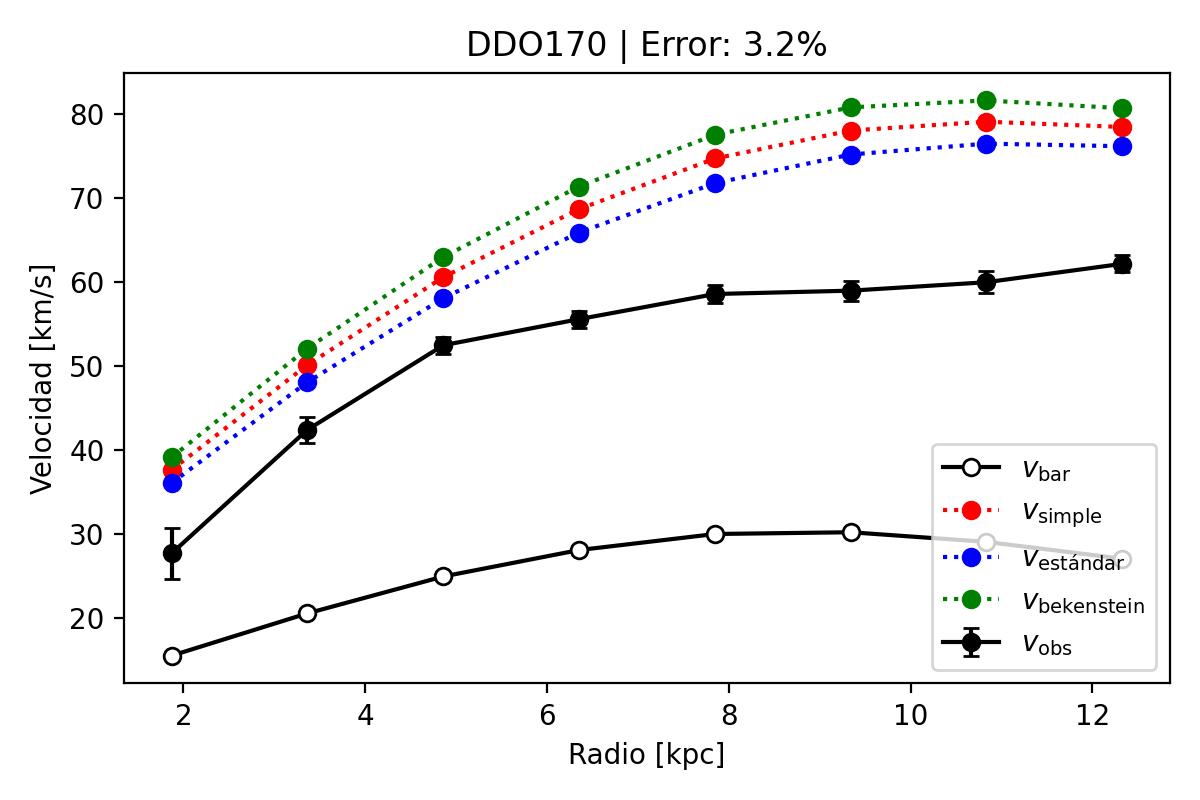 DDO170 | Error: 3.2%
Velocidad [km/s]
80
70
60
50
40
30
20
v_bar
v_simple
v_estándar
v_bekenstein
v_obs
2 4 6 8 10 12
Radio [kpc]